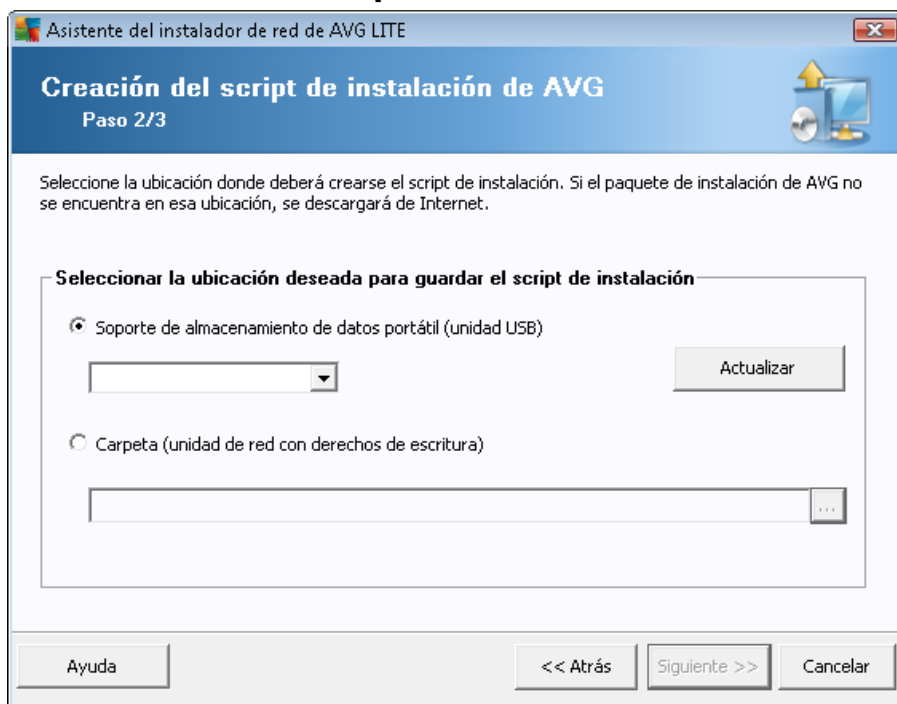 Asistente del instalador de red de AVG LITE
Creación del script de instalación de AVG
Paso 2/3
Seleccione la ubicación donde deberá crearse el script de instalación. Si el paquete de instalación de AVG no
se encuentra en esa ubicación, se descargará de Internet.
Seleccionar la ubicación deseada para guardar el script de instalación
Soporte de almacenamiento de datos portátil (unidad USB)
Actualizar
Carpeta (unidad de red con derechos de escritura)
...
Ayuda
<< Atrás
Siguiente >>
Cancelar